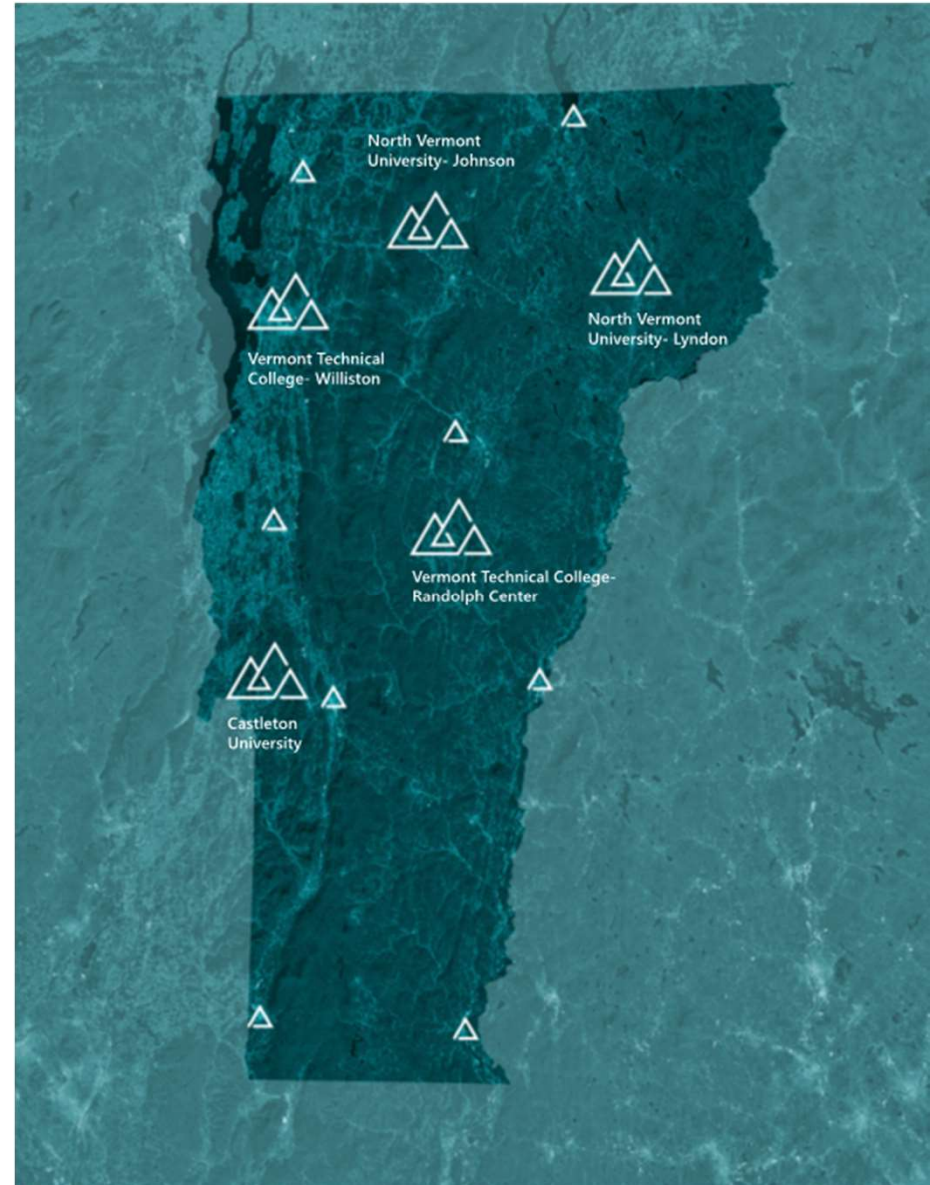 North Vermont
University- Johnson
North Vermont
University- Lyndon
Vermont Technical
College- Williston
Vermont Technical College-
Randolph Center
Castleton
University